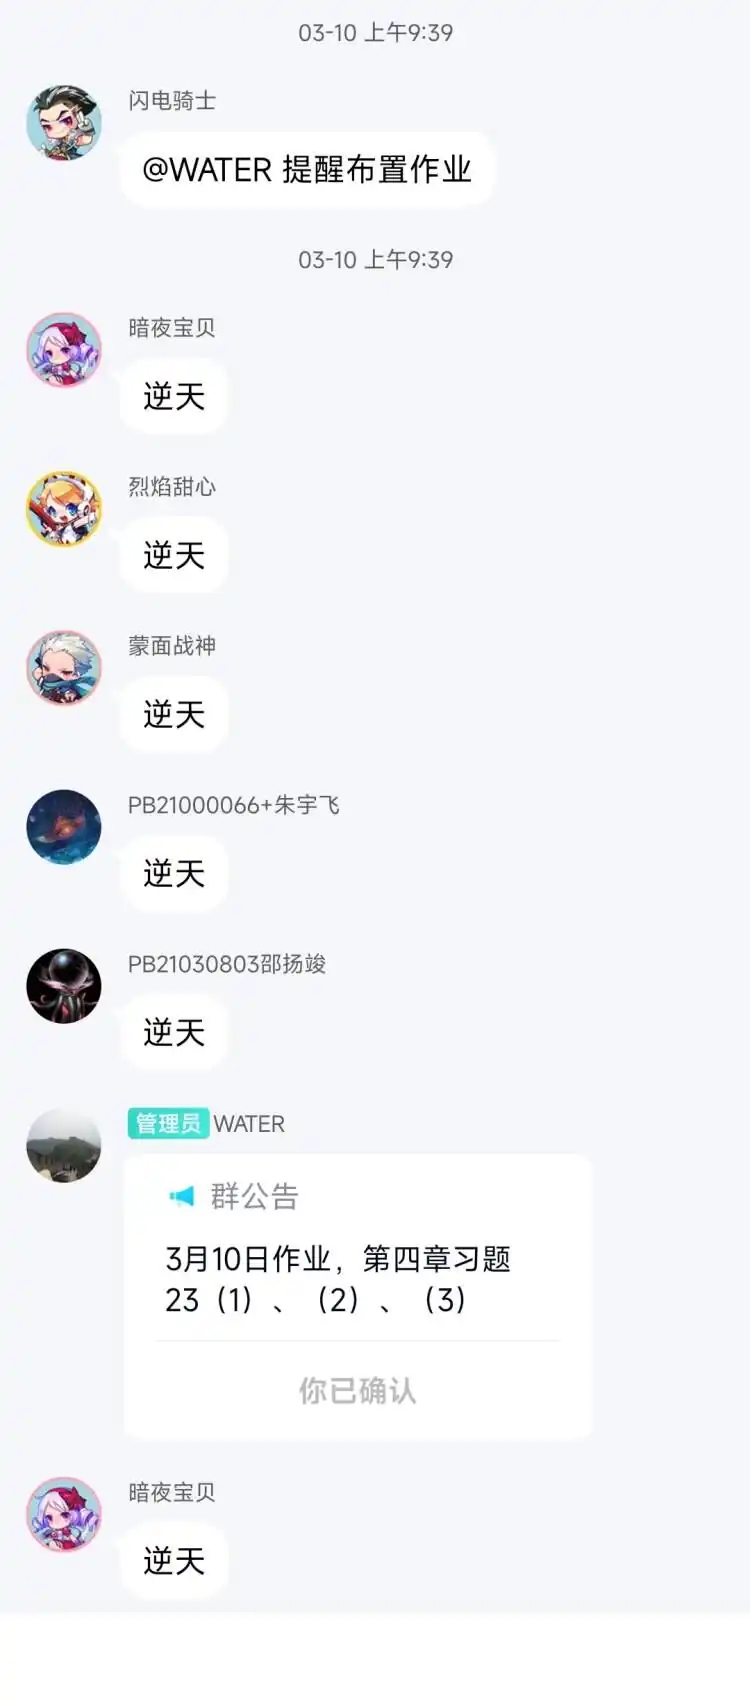 03-10 上午9:39
闪电骑士
@WATER 提醒布置作业
03-10 上午9:39
暗夜宝贝
逆天
烈焰甜心
逆天
蒙面战神
逆天
PB21000066+朱宇飞
逆天
PB21030803邵扬竣
逆天
管理员 WATER
群公告
3月10日作业，第四章习题
23（1）、（2）、（3）
你已确认
暗夜宝贝
逆天